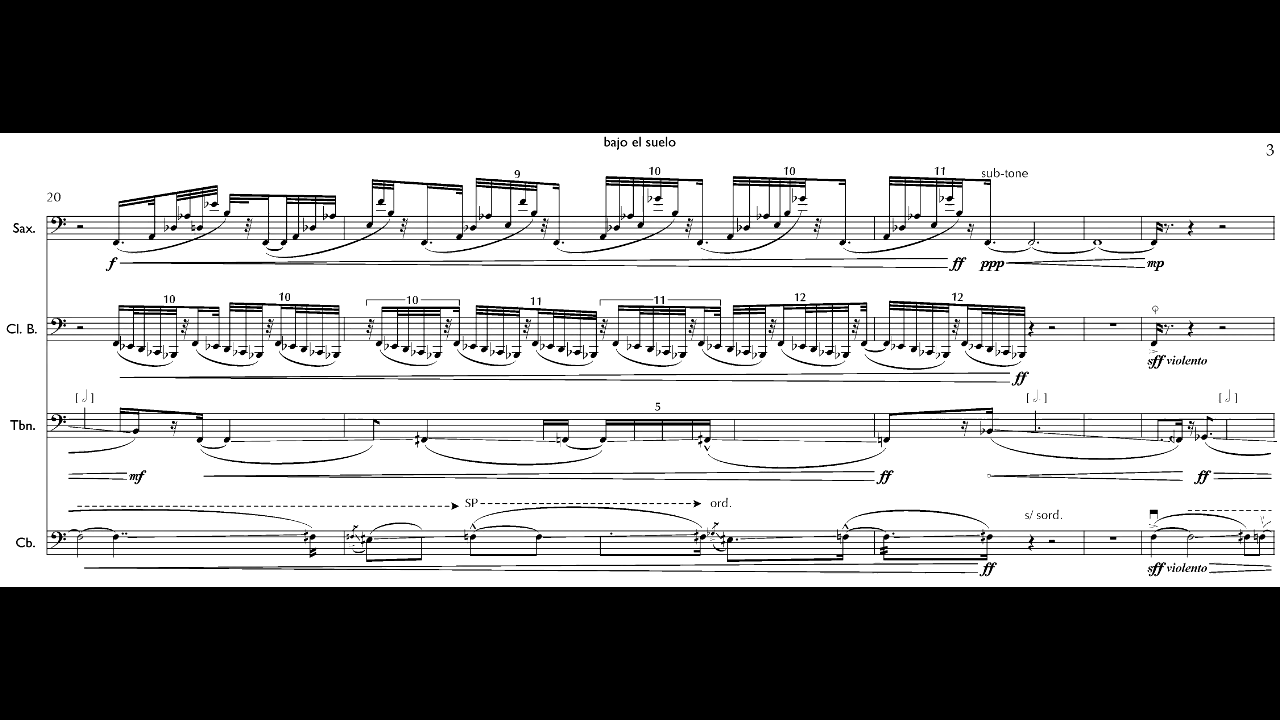 bajo el suelo
3
20
9
10
10
11
sub-tone
Sax.
f
ff
ppp
mp
10
10
10
11
11
12
12
Cl. B.
ff
sff violento
[ 𝅗𝅥 ]
[ 𝅗𝅥 ]
[ 𝅗𝅥 ]
5
Tbn.
mf
ff
ff
SP
ord.
s/ sord.
Cb.
ff
sff violento